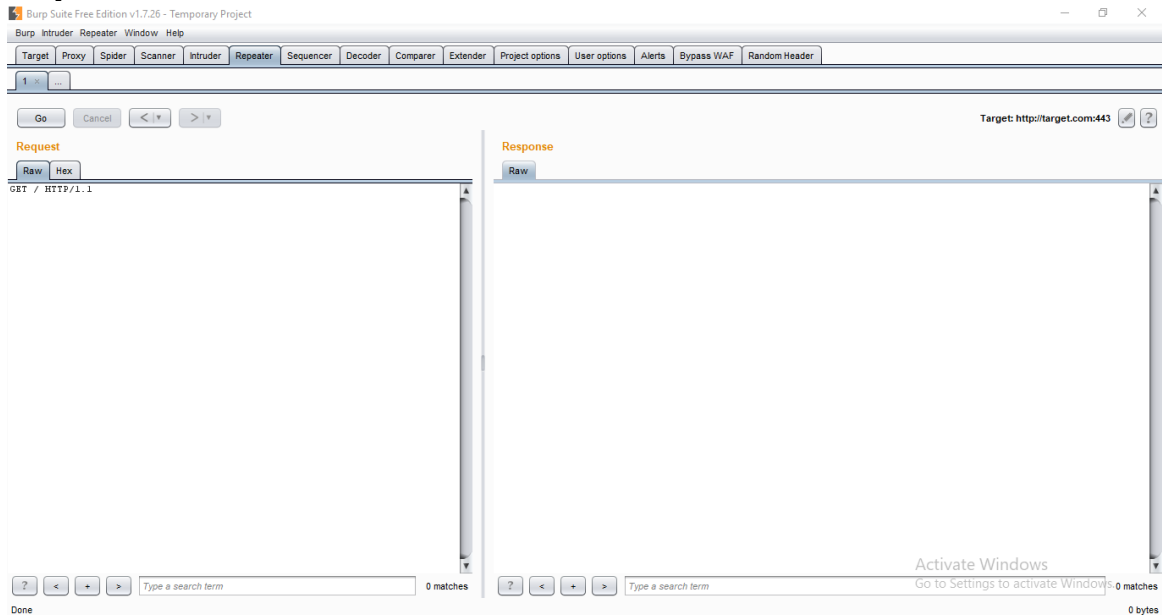 Burp Suite Free Edition v1.7.26 - Temporary Project
Burp Intruder Repeater Window Help
Target Proxy Spider Scanner Intruder Repeater Sequencer Decoder Comparer Extender Project options User options Alerts Bypass WAF Random Header
1 × ...
Go Cancel < | ▼ > | ▼ Target: http://target.com:443 ?
Request
Response
Raw Hex
Raw
GET / HTTP/1.1
Activate Windows
Go to Settings to activate Windows.
? < + > Type a search term 0 matches
? < + > Type a search term 0 matches
Done
0 bytes